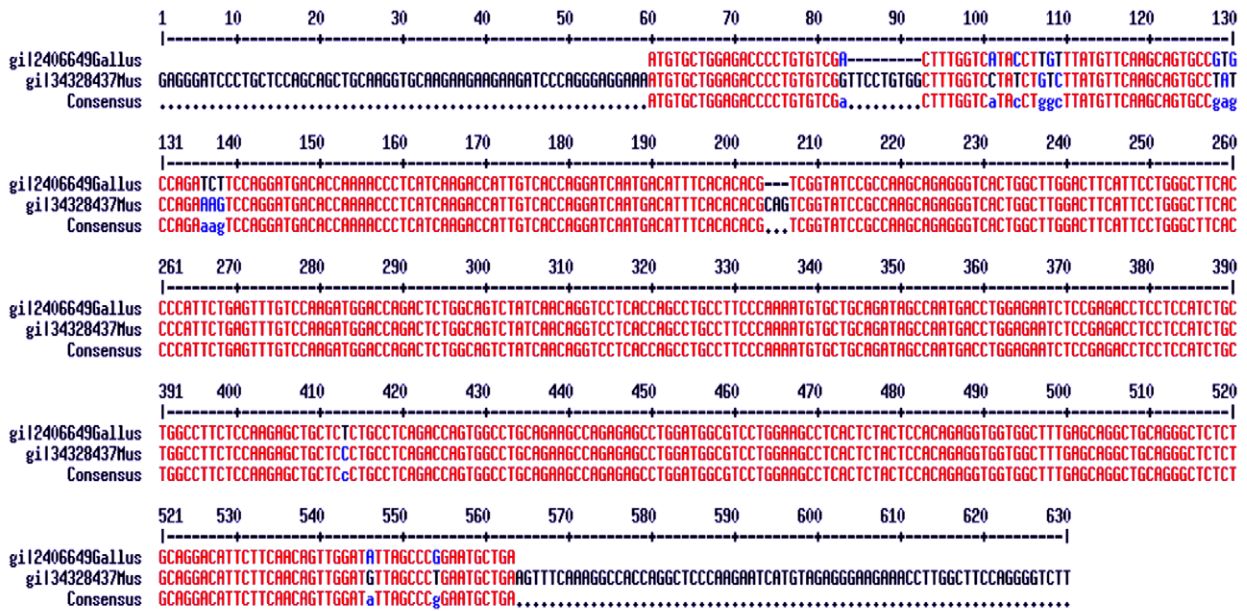 1 10 20 30 40 50 60 70 80 90 100 110 120 130
|---------+---------+---------+---------+---------+---------+---------+---------+---------+---------+---------+---------+---------|
gi|2406649Gallus ATGTGCTGGAGACCCCTGTGTCGA---------CTTTGGTCATACCTTGTTTATGTTCAAGCAGTGCCGTG
gi|34328437Mus GAGGGATCCCTGCTCCAGCAGCTGCAAGGTGCAAGAAGAAGAAGATCCCAGGGAGGAAAATGTGCTGGAGACCCCTGTGTCGGTTCCTGTGGCTTTGGTCCTATCTGTCTTATGTTCAAGCAGTGCCTAT
Consensus ...........................................................ATGTGCTGGAGACCCCTGTGTCGa.........CTTTGGTCaTAcCTggcTTATGTTCAAGCAGTGCCgag
131 140 150 160 170 180 190 200 210 220 230 240 250 260
|---------+---------+---------+---------+---------+---------+---------+---------+---------+---------+---------+---------+---------|
gi|2406649Gallus CCAGATCTTCCAGGATGACACCAAAACCCTCATCAAGACCATTGTCACCAGGATCAATGACATTTCACACACG---TCGGTATCCGCCAAGCAGAGGGTCACTGGCTTGGACTTCATTCCTGGGCTTCAC
gi|34328437Mus CCAGAAAGTCCAGGATGACACCAAAACCCTCATCAAGACCATTGTCACCAGGATCAATGACATTTCACACACGCAGTCGGTATCCGCCAAGCAGAGGGTCACTGGCTTGGACTTCATTCCTGGGCTTCAC
Consensus CCAGAaagTCCAGGATGACACCAAAACCCTCATCAAGACCATTGTCACCAGGATCAATGACATTTCACACACG...TCGGTATCCGCCAAGCAGAGGGTCACTGGCTTGGACTTCATTCCTGGGCTTCAC
261 270 280 290 300 310 320 330 340 350 360 370 380 390
|---------+---------+---------+---------+---------+---------+---------+---------+---------+---------+---------+---------+---------|
gi|2406649Gallus CCCATTCTGAGTTTGTCCAAGATGGACCAGACTCTGGCAGTCTATCAACAGGTCCTCACCAGCCTGCCTTCCCAAAATGTGCTGCAGATAGCCAATGACCTGGAGAATCTCCGAGACCTCCTCCATCTGC
gi|34328437Mus CCCATTCTGAGTTTGTCCAAGATGGACCAGACTCTGGCAGTCTATCAACAGGTCCTCACCAGCCTGCCTTCCCAAAATGTGCTGCAGATAGCCAATGACCTGGAGAATCTCCGAGACCTCCTCCATCTGC
Consensus CCCATTCTGAGTTTGTCCAAGATGGACCAGACTCTGGCAGTCTATCAACAGGTCCTCACCAGCCTGCCTTCCCAAAATGTGCTGCAGATAGCCAATGACCTGGAGAATCTCCGAGACCTCCTCCATCTGC
391 400 410 420 430 440 450 460 470 480 490 500 510 520
|---------+---------+---------+---------+---------+---------+---------+---------+---------+---------+---------+---------+---------|
gi|2406649Gallus TGGCCTTCTCCAAGAGCTGCTCTCTGCCTCAGACCAGTGGCCTGCAGAAGCCAGAGAGCCTGGATGGCGTCCTGGAAGCCTCACTCTACTCCACAGAGGTGGTGGCTTTGAGCAGGCTGCAGGGCTCTCT
gi|34328437Mus TGGCCTTCTCCAAGAGCTGCTCCCTGCCTCAGACCAGTGGCCTGCAGAAGCCAGAGAGCCTGGATGGCGTCCTGGAAGCCTCACTCTACTCCACAGAGGTGGTGGCTTTGAGCAGGCTGCAGGGCTCTCT
Consensus TGGCCTTCTCCAAGAGCTGCTCcCTGCCTCAGACCAGTGGCCTGCAGAAGCCAGAGAGCCTGGATGGCGTCCTGGAAGCCTCACTCTACTCCACAGAGGTGGTGGCTTTGAGCAGGCTGCAGGGCTCTCT
521 530 540 550 560 570 580 590 600 610 620 630
|---------+---------+---------+---------+---------+---------+---------+---------+---------+---------+---------|
gi|2406649Gallus GCAGGACATTCTTCAACAGTTGGATATTAGCCCGGAATGCTGA
gi|34328437Mus GCAGGACATTCTTCAACAGTTGGATGTTAGCCCTGAATGCTGAAGTTTCAAAGGCCACCAGGCTCCCAAGAATCATGTAGAGGGAAGAAACCTTGGCTTCCAGGGGTCTT
Consensus GCAGGACATTCTTCAACAGTTGGATaTTAGCCCgGAATGCTGA...................................................................